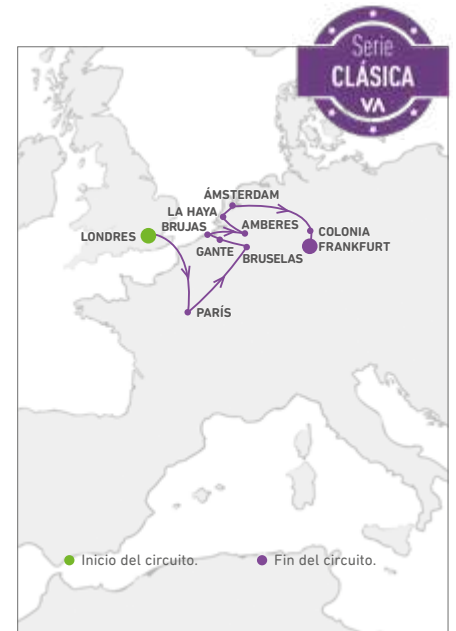 Serie
CLÁSICA
VA
ÁMSTERDAM
LA HAYA
BRUJAS
AMBERES
LONDRES
COLONIA
GANTE
FRANKFURT
BRUSELAS
PARÍS
Inicio del circuito.
Fin del circuito.